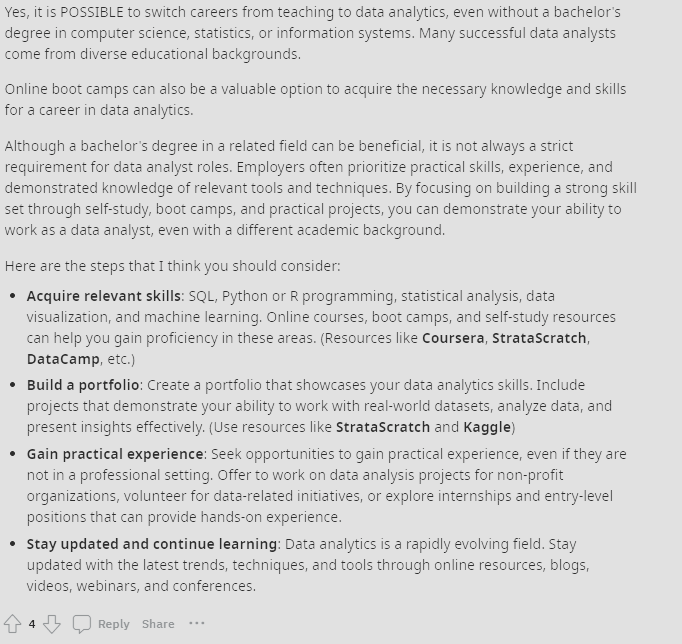 Yes, it is POSSIBLE to switch careers from teaching to data analytics, even without a bachelor's
degree in computer science, statistics, or information systems. Many successful data analysts
come from diverse educational backgrounds.
Online boot camps can also be a valuable option to acquire the necessary knowledge and skills
for a career in data analytics.
Although a bachelor's degree in a related field can be beneficial, it is not always a strict
requirement for data analyst roles. Employers often prioritize practical skills, experience, and
demonstrated knowledge of relevant tools and techniques. By focusing on building a strong skill
set through self-study, boot camps, and practical projects, you can demonstrate your ability to
work as a data analyst, even with a different academic background.
Here are the steps that I think you should consider:
• Acquire relevant skills: SQL, Python or R programming, statistical analysis, data
visualization, and machine learning. Online courses, boot camps, and self-study resources
can help you gain proficiency in these areas. (Resources like Coursera, StrataScratch,
DataCamp, etc.)
• Build a portfolio: Create a portfolio that showcases your data analytics skills. Include
projects that demonstrate your ability to work with real-world datasets, analyze data, and
present insights effectively. (Use resources like StrataScratch and Kaggle)
• Gain practical experience: Seek opportunities to gain practical experience, even if they are
not in a professional setting. Offer to work on data analysis projects for non-profit
organizations, volunteer for data-related initiatives, or explore internships and entry-level
positions that can provide hands-on experience.
• Stay updated and continue learning: Data analytics is a rapidly evolving field. Stay
updated with the latest trends, techniques, and tools through online resources, blogs,
videos, webinars, and conferences.
4 Reply Share ···